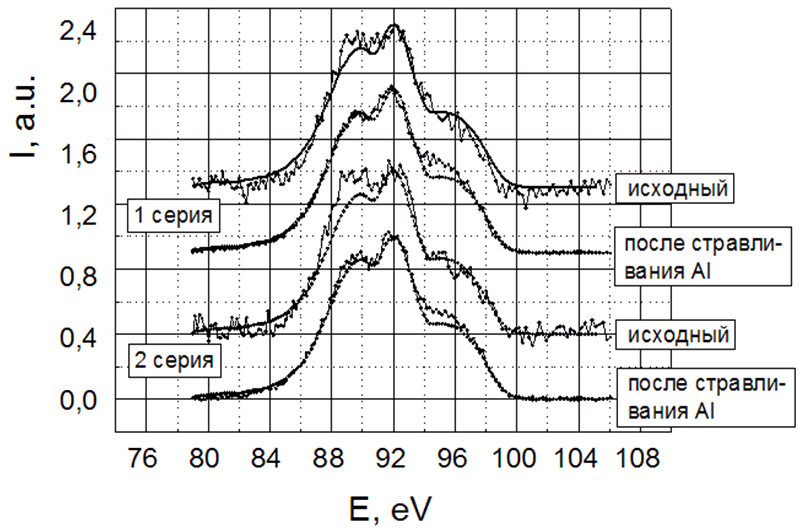 I, a.u.
2,4
2,0
1,6
1,2
0,8
0,4
0,0
1 серия
2 серия
исходный
после стравли-
вания Al
исходный
после стравли-
вания Al
76 80 84 88 92 96 100 104 108
E, eV